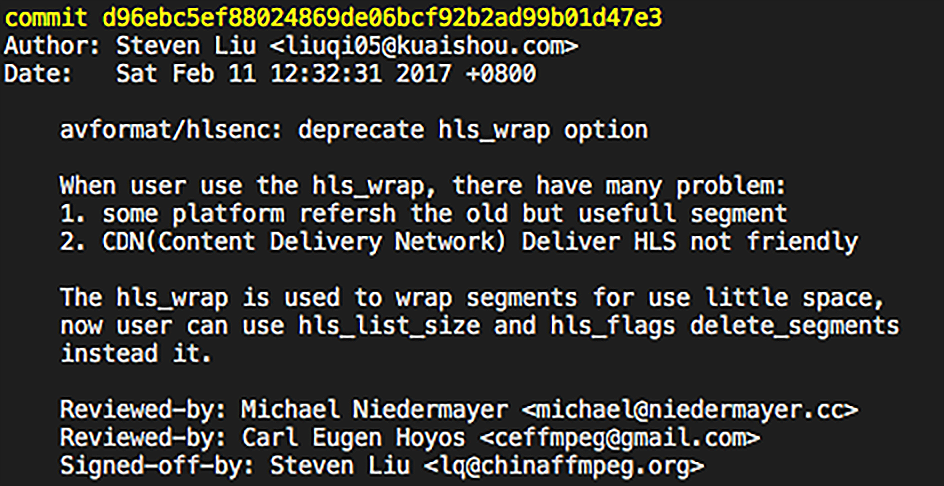 commit d96ebc5ef88024869de06bcf92b2ad99b01d47e3
Author: Steven Liu <liuqi05@kuaishou.com>
Date:   Sat Feb 11 12:32:31 2017 +0800

    avformat/hlsenc: deprecate hls_wrap option

    When user use the hls_wrap, there have many problem:
    1. some platform refersh the old but usefull segment
    2. CDN(Content Delivery Network) Deliver HLS not friendly

    The hls_wrap is used to wrap segments for use little space,
    now user can use hls_list_size and hls_flags delete_segments
    instead it.

    Reviewed-by: Michael Niedermayer <michael@niedermayer.cc>
    Reviewed-by: Carl Eugen Hoyos <ceffmpeg@gmail.com>
    Signed-off-by: Steven Liu <lq@chinaffmpeg.org>